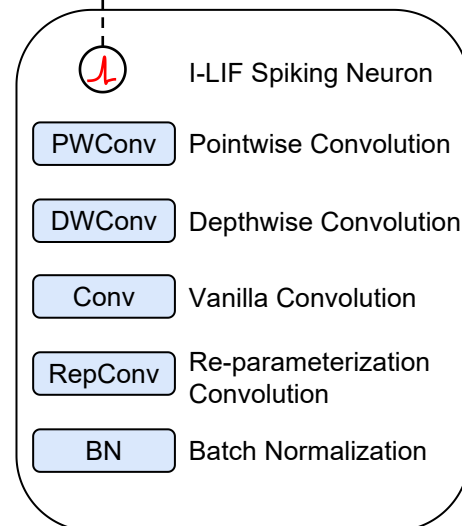 I-LIF Spiking Neuron
PWConv Pointwise Convolution
DWConv Depthwise Convolution
Conv Vanilla Convolution
RepConv Re-parameterization
Convolution
BN Batch Normalization